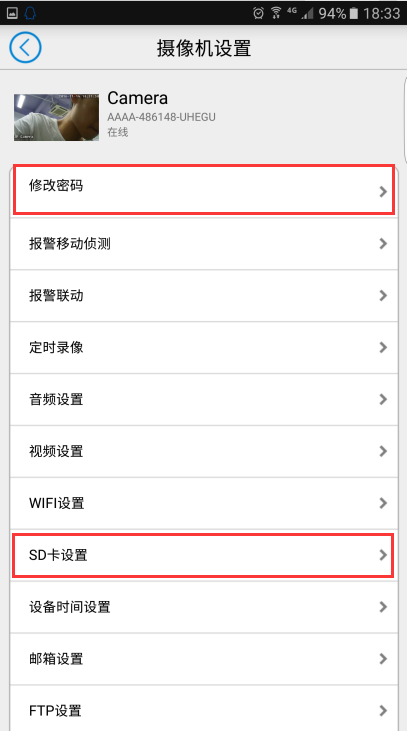 4G 94% 18:33
摄像机设置
Camera
AAAA-486148-UHEGU
在线
修改密码
报警移动侦测
报警联动
定时录像
音频设置
视频设置
WIFI设置
SD卡设置
设备时间设置
邮箱设置
FTP设置